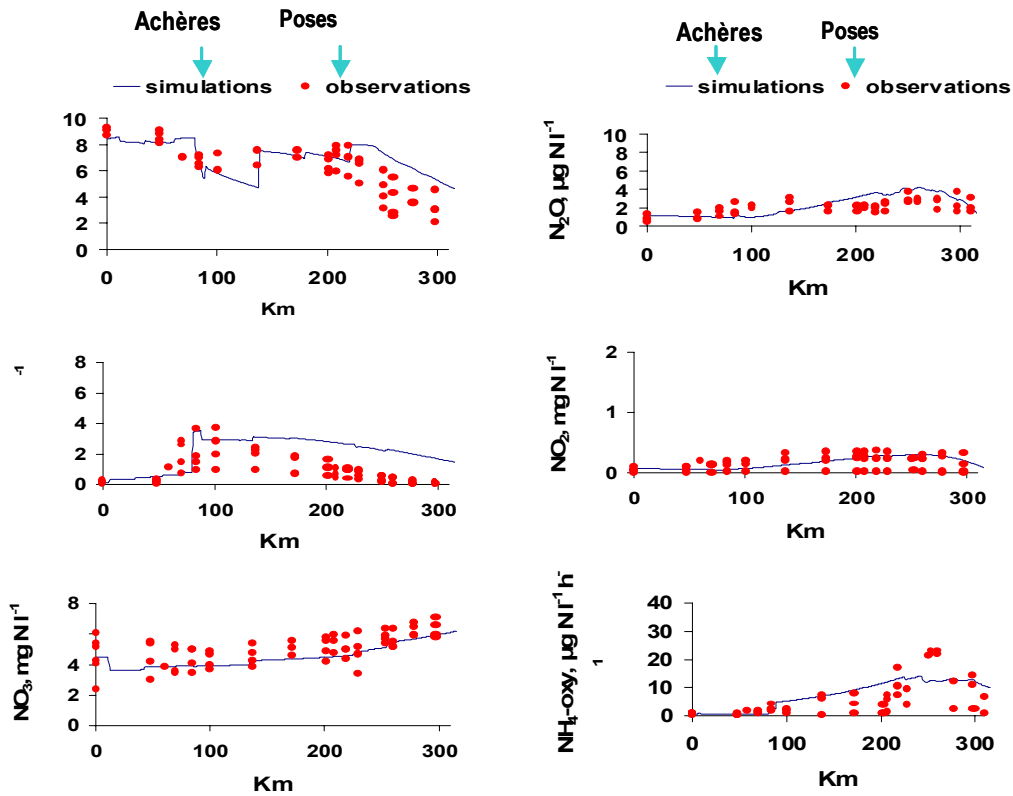 Achères Poses
simulations observations
10
8
6
4
2
0
0 100 200 300
Km
Achères Poses
simulations observations
N₂O, µg N l⁻¹
10
8
6
4
2
0
0 100 200 300
Km
-1
8
6
4
2
0
0 100 200 300
Km
NO₂, mg N l⁻¹
2
1
0
0 100 200 300
Km
NO₃, mg N l⁻¹
8
6
4
2
0
0 100 200 300
Km
NH₄-oxy, µg N l⁻¹ h⁻
1
40
30
20
10
0
0 100 200 300
Km